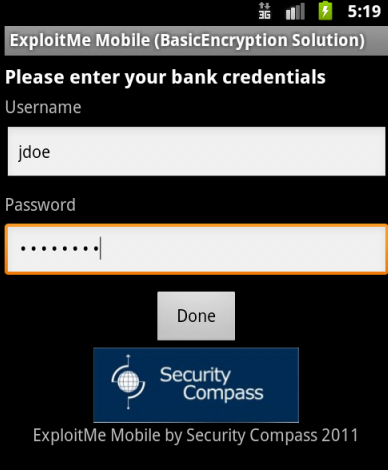 3G
5:19
ExploitMe Mobile (BasicEncryption Solution)
Please enter your bank credentials
Username
jdoe
Password
••••••••
Done
Security
Compass
ExploitMe Mobile by Security Compass 2011